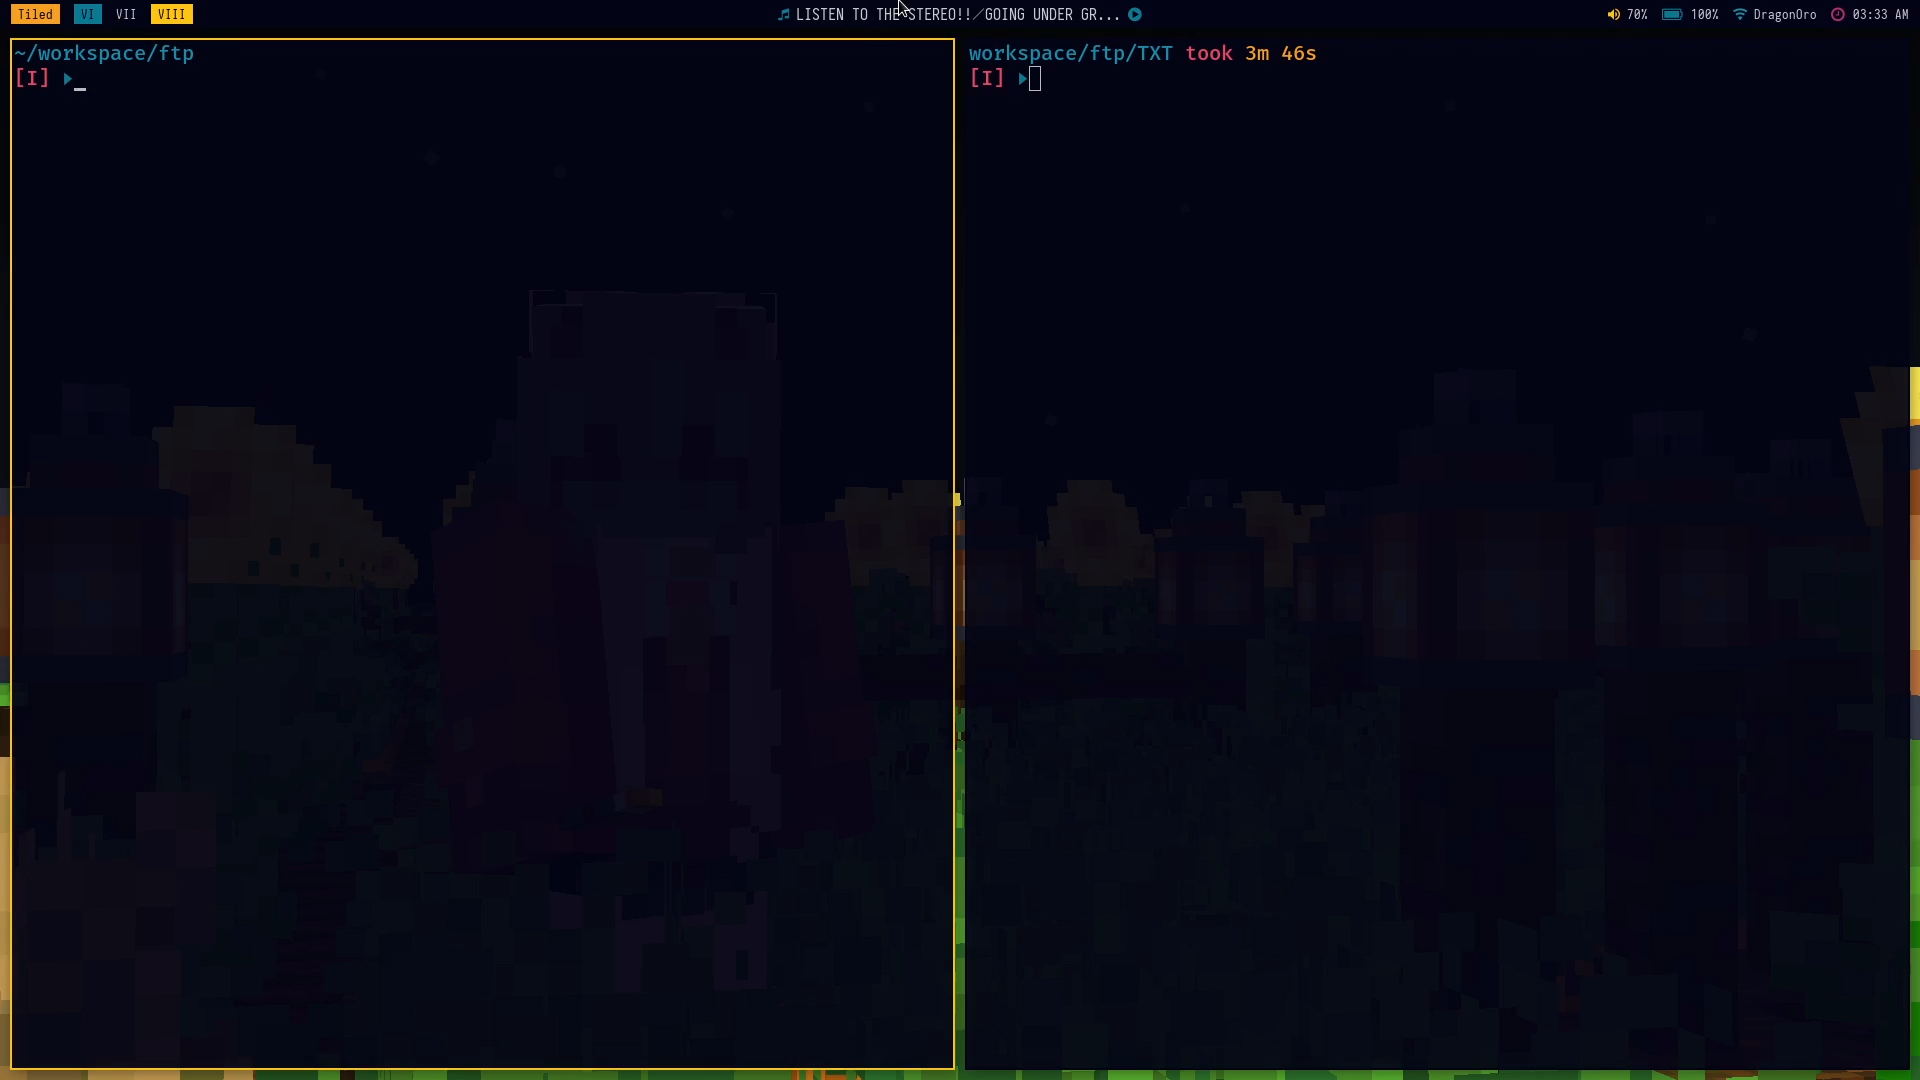 Tiled VI VII VIII LISTEN TO THE STEREO!!/GOING UNDER GR... 70% 100% DragonOro 03:33 AM
~/workspace/ftp
[I]
workspace/ftp/TXT took 3m 46s
[I]